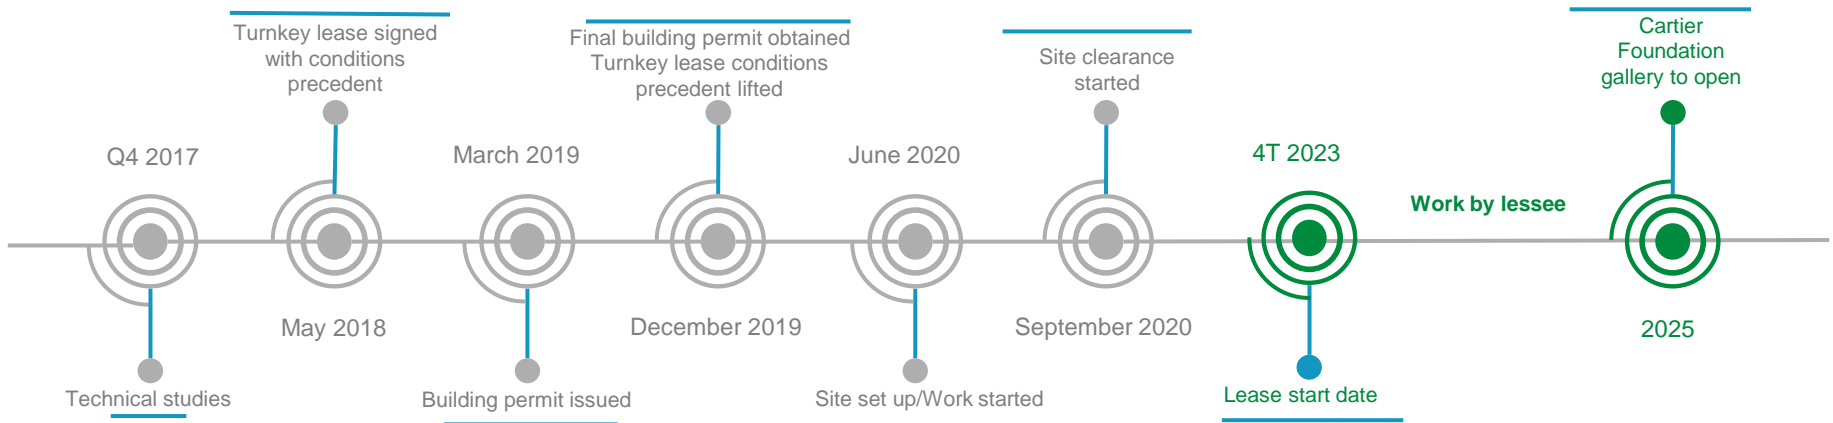 Q4 2017
Technical studies
Turnkey lease signed
with conditions
precedent
May 2018
March 2019
Building permit issued
Final building permit obtained
Turnkey lease conditions
precedent lifted
December 2019
June 2020
Site set up/Work started
Site clearance
started
September 2020
4T 2023
Lease start date
Work by lessee
Cartier
Foundation
gallery to open
2025